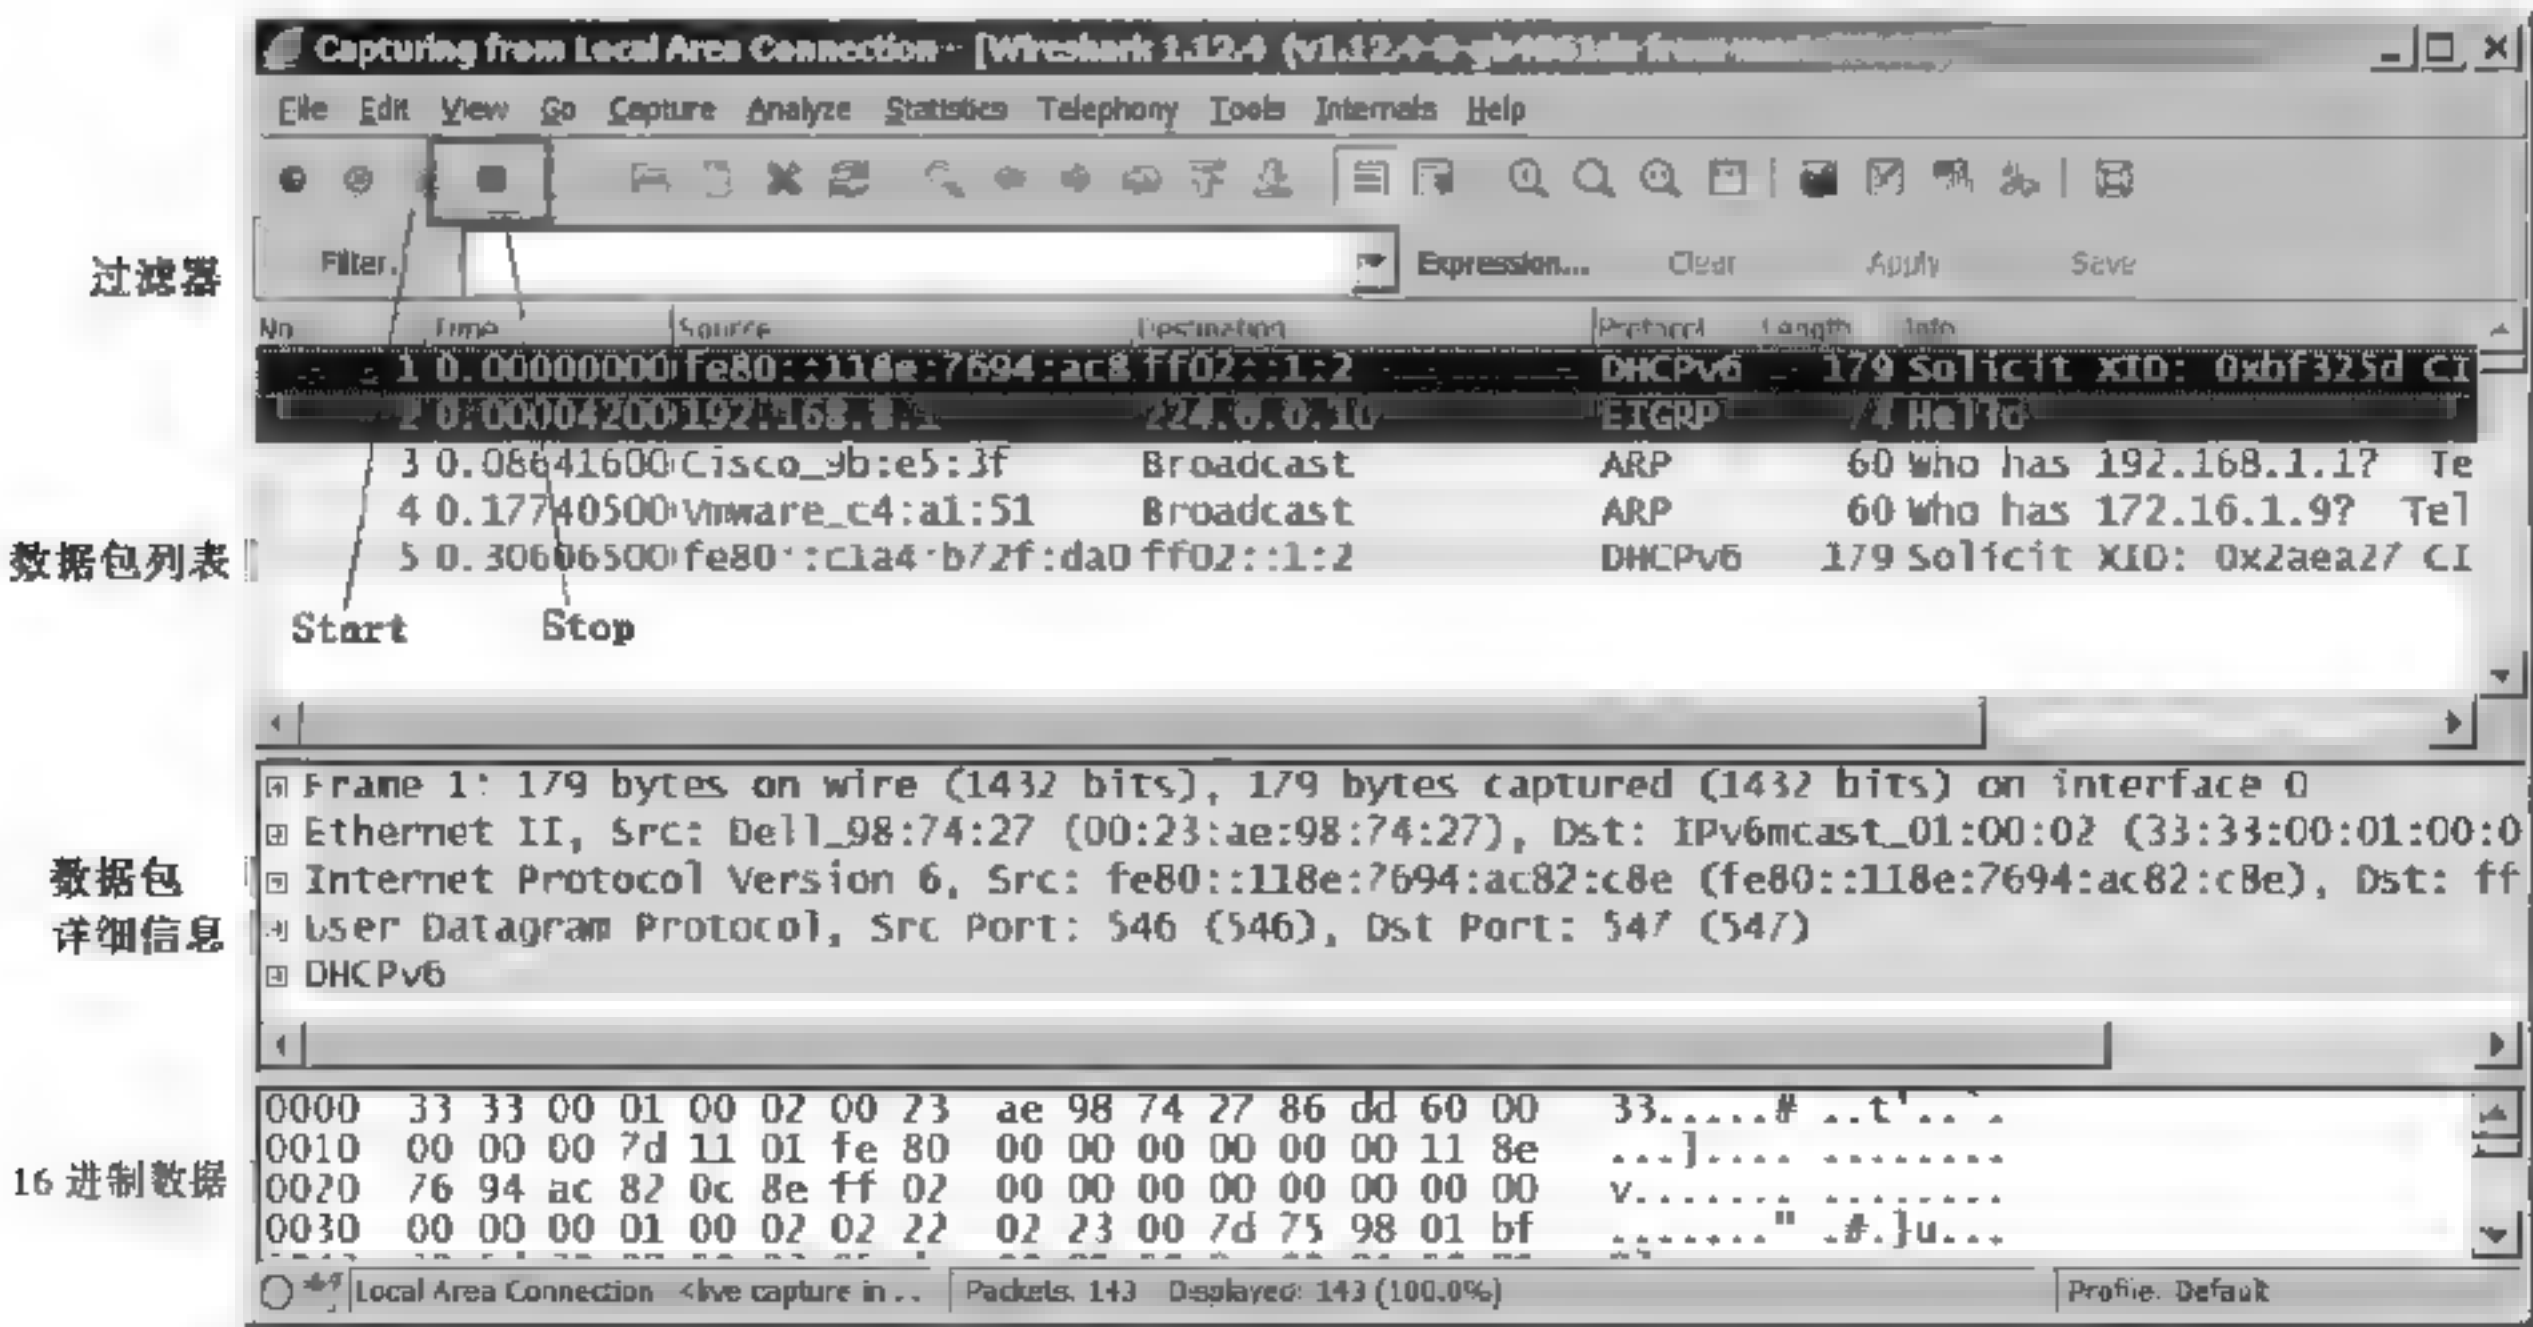 Capturing from Local Area Connection - [Wireshark 1.12.4 (v1.12.4-0-gb4861da from
File Edit View Go Capture Analyze Statistics Telephony Tools Internals Help
过滤器
Filter: Expression... Clear Apply Save
No. Time Source Destination Protocol Length Info
1 0.00000000 fe80::118e:7694:ac8 ff02::1:2 DHCPv6 179 Solicit XID: 0xbf325d CI
2 0.00004200 192.168.1.1 224.0.0.10 EIGRP 74 Hello
3 0.08641600 Cisco_9b:e5:3f Broadcast ARP 60 who has 192.168.1.1? Te
4 0.17740500 Vmware_c4:a1:51 Broadcast ARP 60 who has 172.16.1.9? Tel
5 0.30606500 fe80::c1a4:b72f:da0 ff02::1:2 DHCPv6 179 Solicit XID: 0x2aea27 CI
数据包列表
Start Stop
Frame 1: 179 bytes on wire (1432 bits), 179 bytes captured (1432 bits) on interface 0
Ethernet II, Src: Dell_98:74:27 (00:23:ae:98:74:27), Dst: IPv6mcast_01:00:02 (33:33:00:01:00:0
Internet Protocol Version 6, Src: fe80::118e:7694:ac82:c8e (fe80::118e:7694:ac82:c8e), Dst: ff
User Datagram Protocol, Src Port: 546 (546), Dst Port: 547 (547)
DHCPv6
数据包
详细信息
0000 33 33 00 01 00 02 00 23 ae 98 74 27 86 dd 60 00 33.....# ..t'..`.
0010 00 00 00 7d 11 01 fe 80 00 00 00 00 00 00 11 8e ...}.... ........
0020 76 94 ac 82 0c 8e ff 02 00 00 00 00 00 00 00 00 v....... ........
0030 00 00 00 01 00 02 02 22 02 23 00 7d 75 98 01 bf ......." .#.}u...
16 进制数据
Local Area Connection <live capture in .. Packets: 143 Displayed: 143 (100.0%) Profile: Default